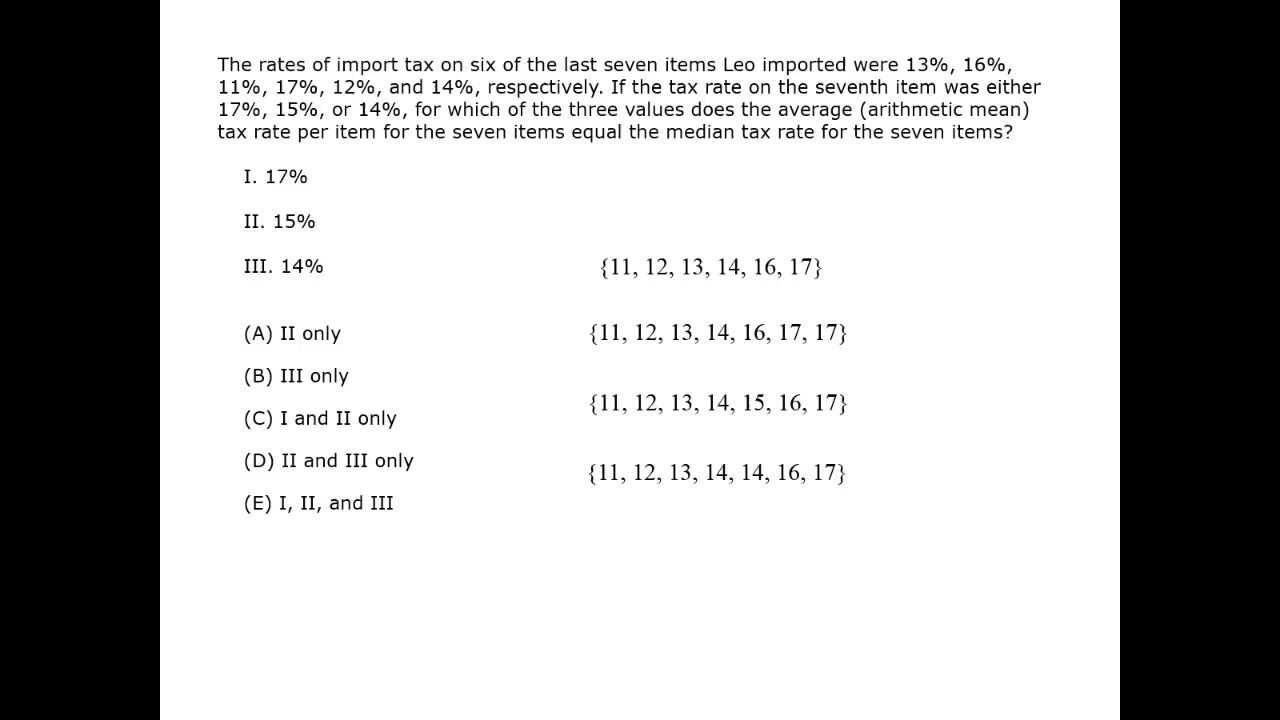 The rates of import tax on six of the last seven items Leo imported were 13%, 16%,
11%, 17%, 12%, and 14%, respectively. If the tax rate on the seventh item was either
17%, 15%, or 14%, for which of the three values does the average (arithmetic mean)
tax rate per item for the seven items equal the median tax rate for the seven items?
I. 17%
II. 15%
III. 14%
{11, 12, 13, 14, 16, 17}
(A) II only
{11, 12, 13, 14, 16, 17, 17}
(B) III only
{11, 12, 13, 14, 15, 16, 17}
(C) I and II only
(D) II and III only
{11, 12, 13, 14, 14, 16, 17}
(E) I, II, and III